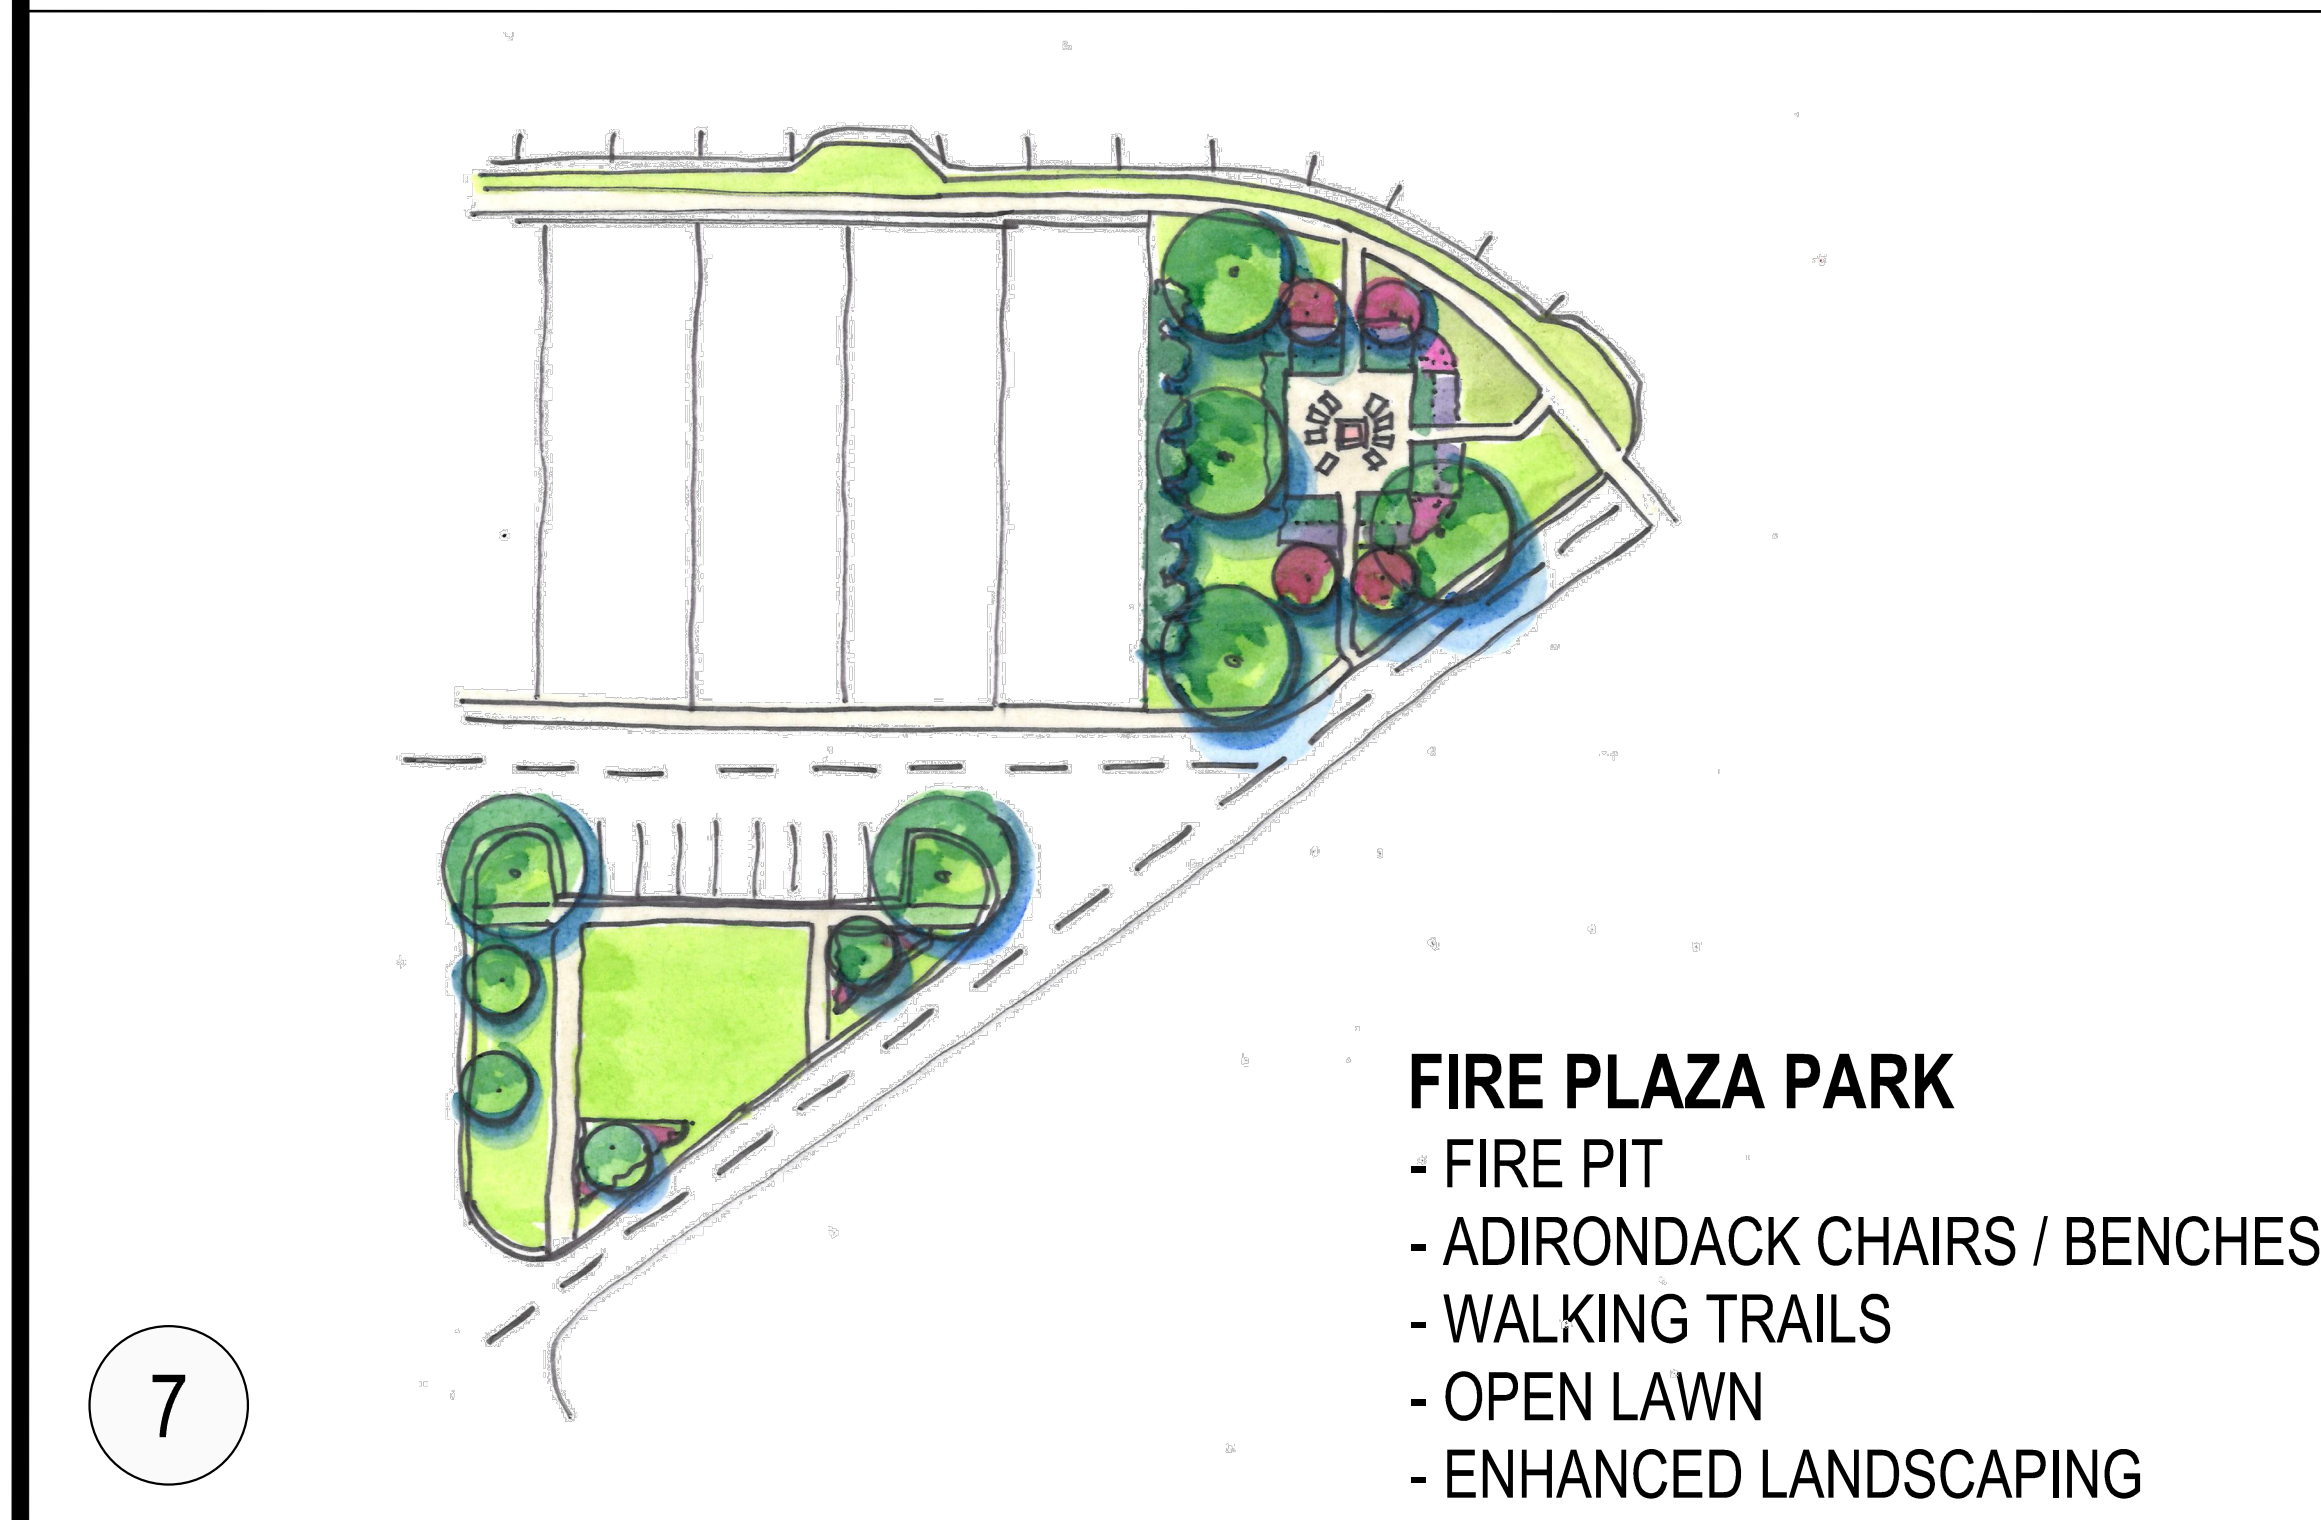 FIRE PLAZA PARK
- FIRE PIT
- ADIRONDACK CHAIRS / BENCHES
- WALKING TRAILS
- OPEN LAWN
- ENHANCED LANDSCAPING
7